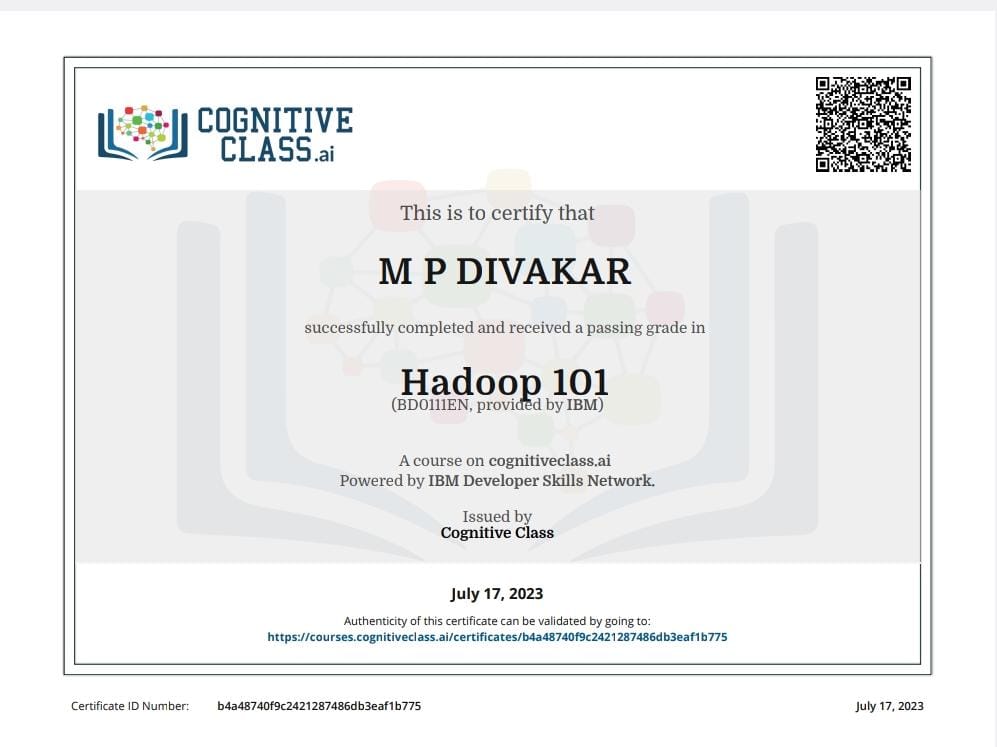 COGNITIVE
CLASS.ai
This is to certify that
M P DIVAKAR
successfully completed and received a passing grade in
Hadoop 101
(BD0111EN, provided by IBM)
A course on cognitiveclass.ai
Powered by IBM Developer Skills Network.
Issued by
Cognitive Class
July 17, 2023
Authenticity of this certificate can be validated by going to:
https://courses.cognitiveclass.ai/certificates/b4a48740f9c2421287486db3eaf1b775
Certificate ID Number: b4a48740f9c2421287486db3eaf1b775 July 17, 2023